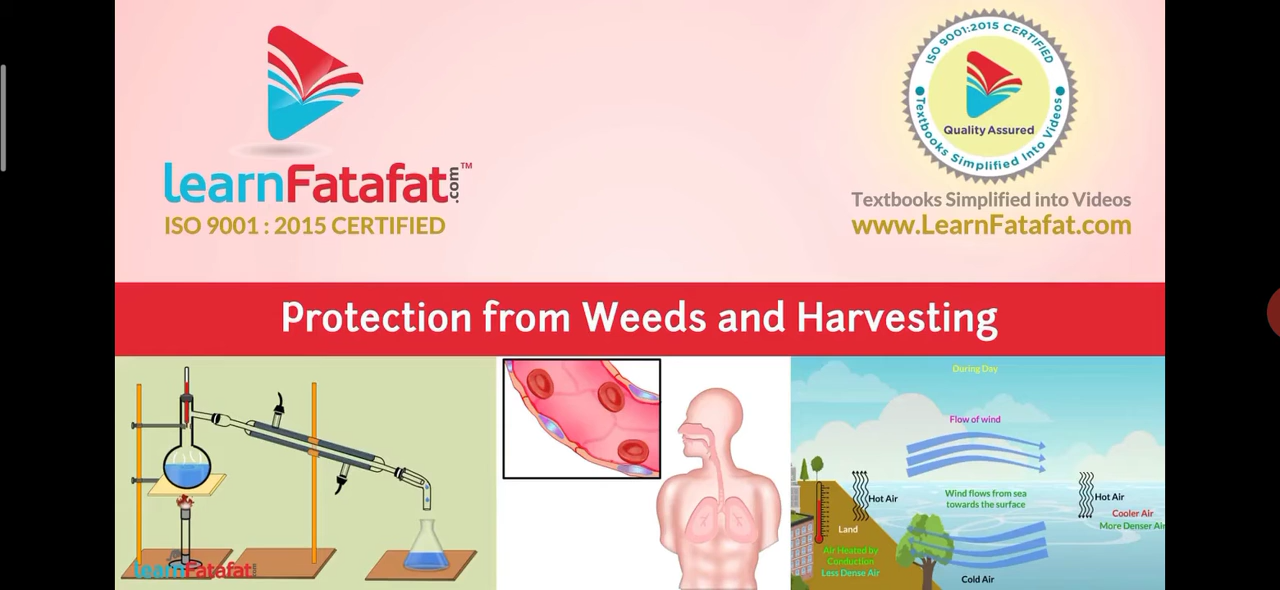 learnFatafat.com™
ISO 9001 : 2015 CERTIFIED
ISO 9001:2015 CERTIFIED
Quality Assured
Textbooks Simplified Into Videos
Textbooks Simplified into Videos
www.LearnFatafat.com
Protection from Weeds and Harvesting
During Day
Flow of wind
Hot Air
Wind flows from sea
towards the surface
Hot Air
Cooler Air
More Denser Air
Land
Air Heated by
Conduction
Less Dense Air
Cold Air
learnFatafat.com